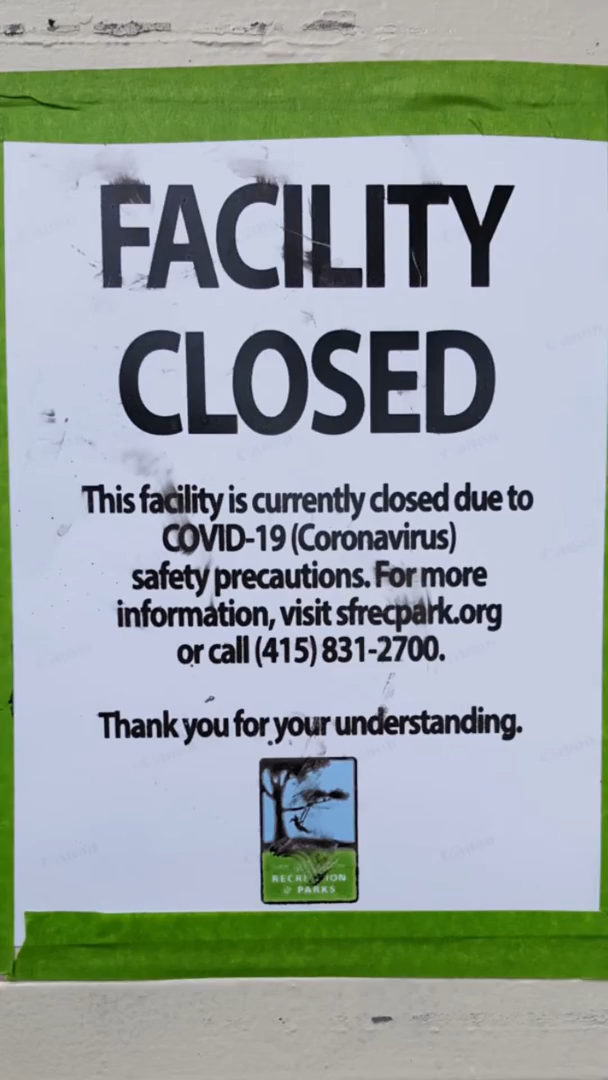 FACILITY
CLOSED
This facility is currently closed due to
COVID-19 (Coronavirus)
safety precautions. For more
information, visit sfrecpark.org
or call (415) 831-2700.
Thank you for your understanding.
& PARKS